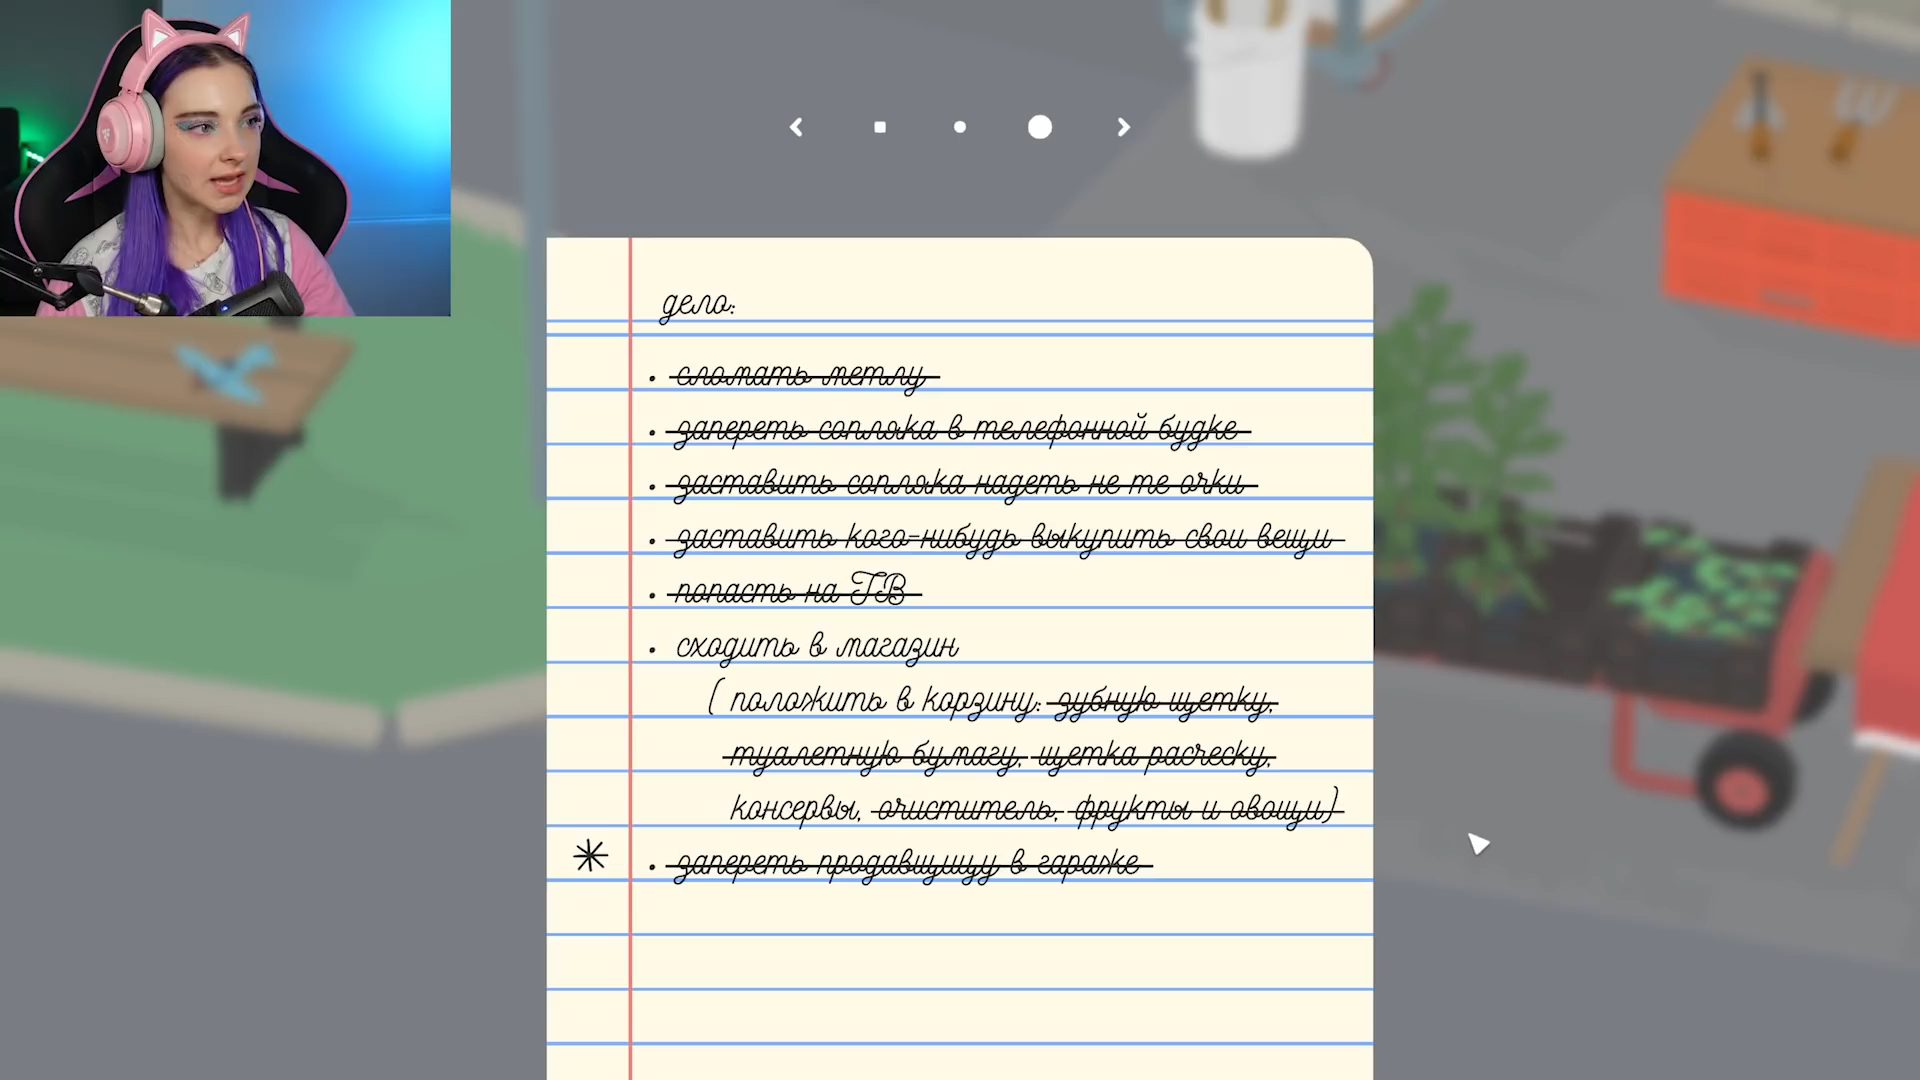 дело:
• сломать метлу
• запереть сопляка в телефонной будке
• заставить сопляка надеть не те очки
• заставить кого-нибудь выкупить свои вещи
• попасть на ТВ
• сходить в магазин
( положить в корзину: зубную щетку,
туалетную бумагу, щетка расческу,
консервы, очиститель, фрукты и овощи)
• запереть продавщицу в гараже